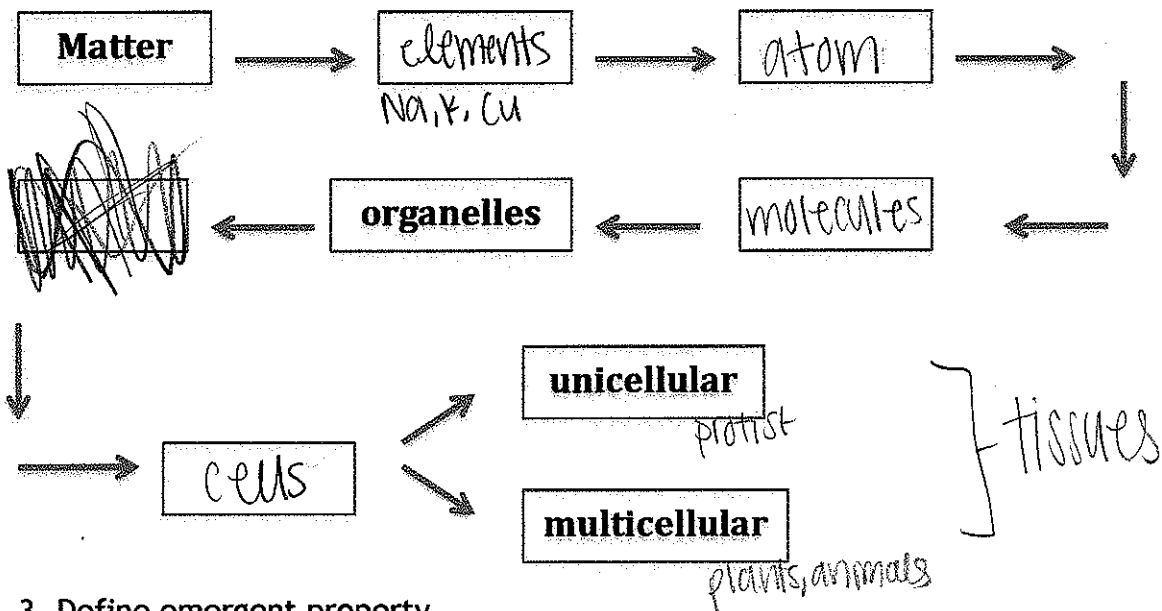 Matter
elements
atom
Na, K, Cu
organelles
molecules
unicellular
protist
tissues
cells
multicellular
plants, animals
3. Define emergent property